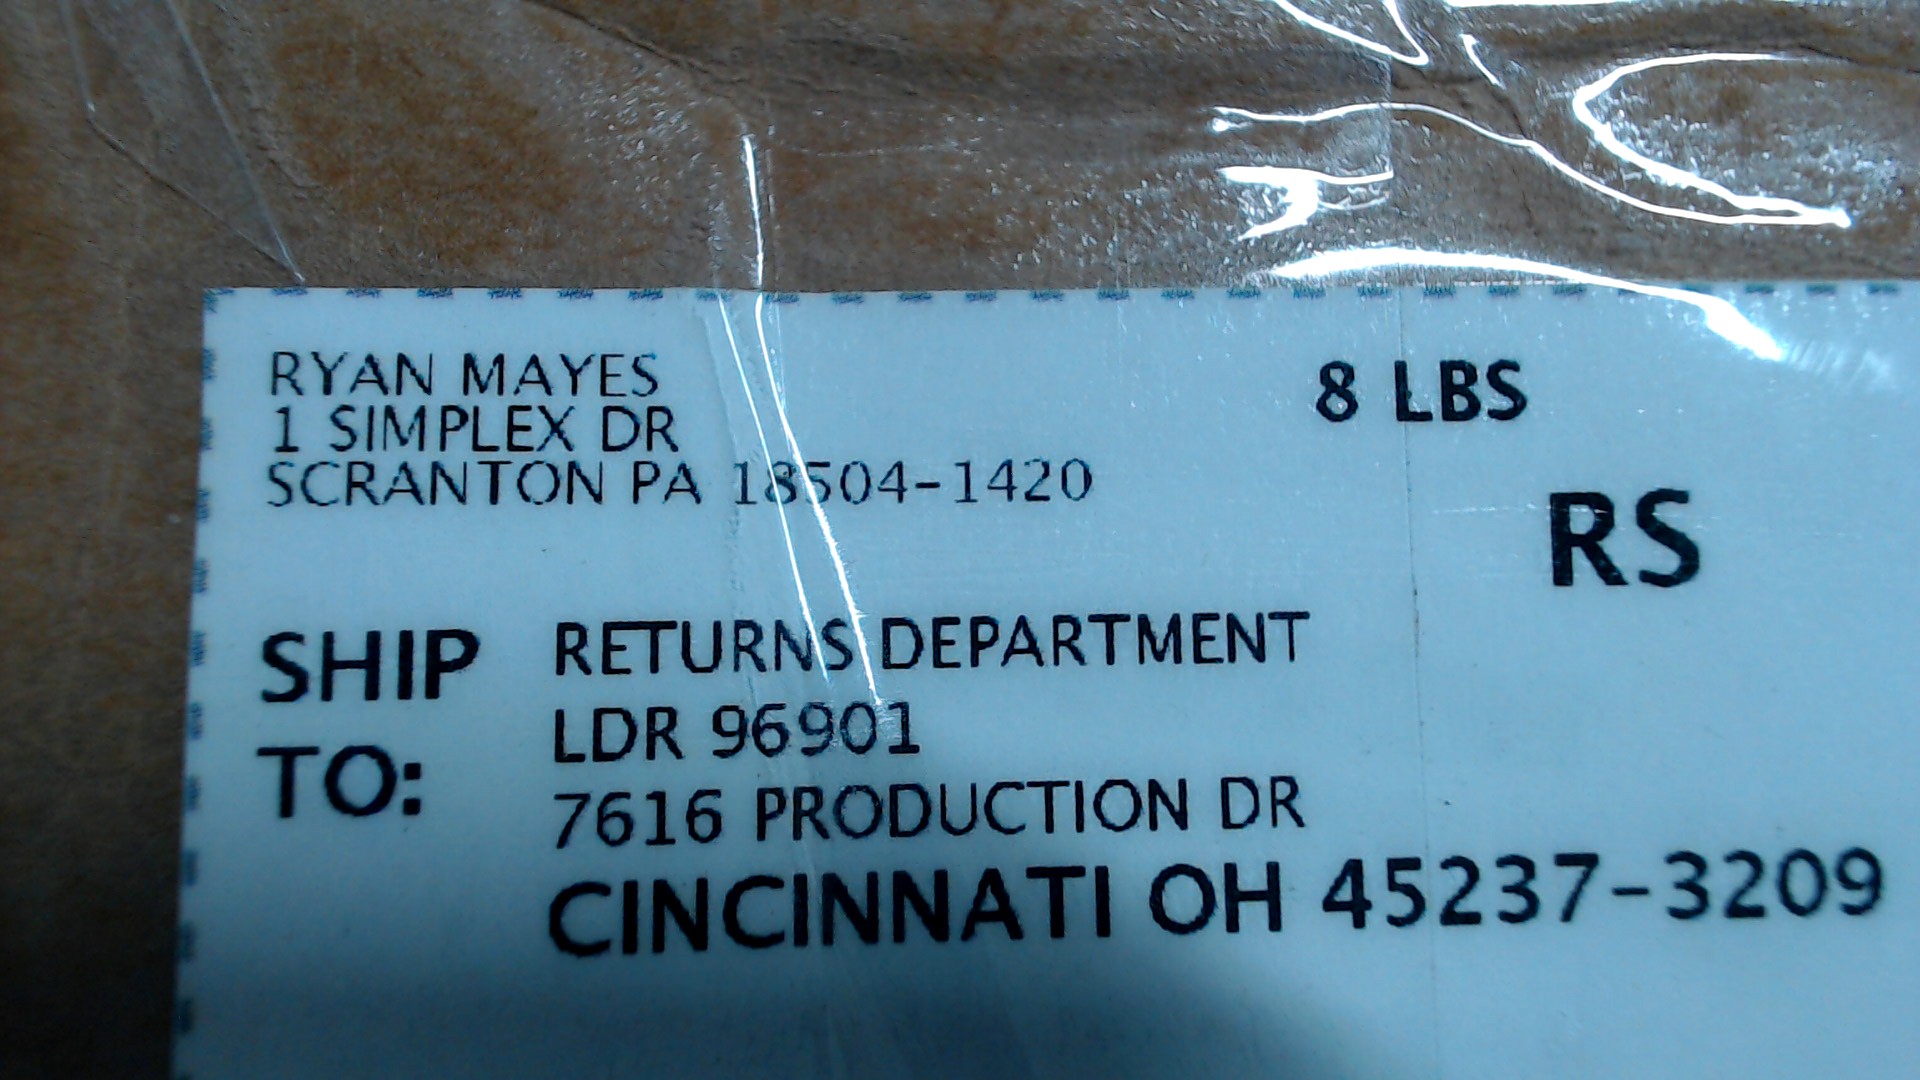 RYAN MAYES
1 SIMPLEX DR
SCRANTON PA 18504-1420
8 LBS
RS
SHIP TO:
RETURNS DEPARTMENT
LDR 96901
7616 PRODUCTION DR
CINCINNATI OH 45237-3209